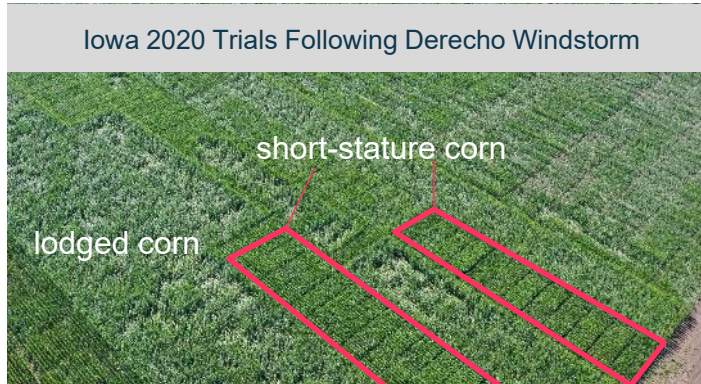 Iowa 2020 Trials Following Derecho Windstorm
short-stature corn
lodged corn